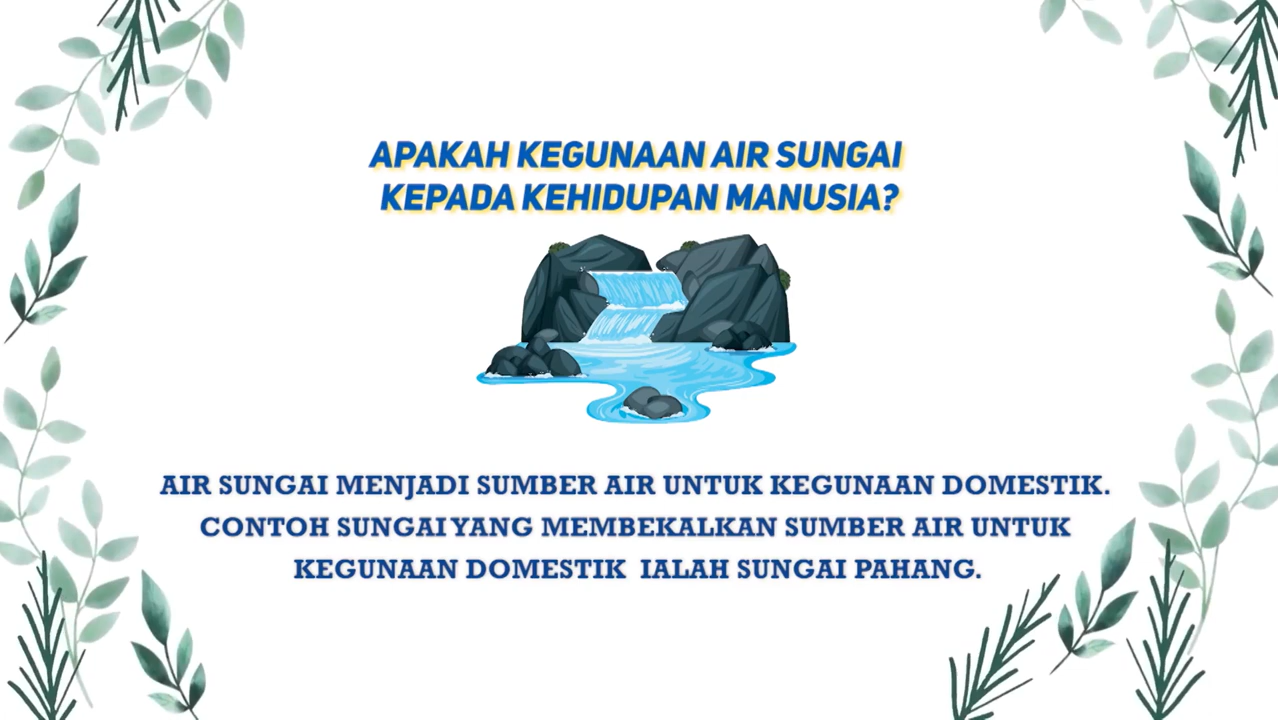 APAKAH KEGUNAAN AIR SUNGAI
KEPADA KEHIDUPAN MANUSIA?
AIR SUNGAI MENJADI SUMBER AIR UNTUK KEGUNAAN DOMESTIK.
CONTOH SUNGAI YANG MEMBEKALKAN SUMBER AIR UNTUK
KEGUNAAN DOMESTIK IALAH SUNGAI PAHANG.